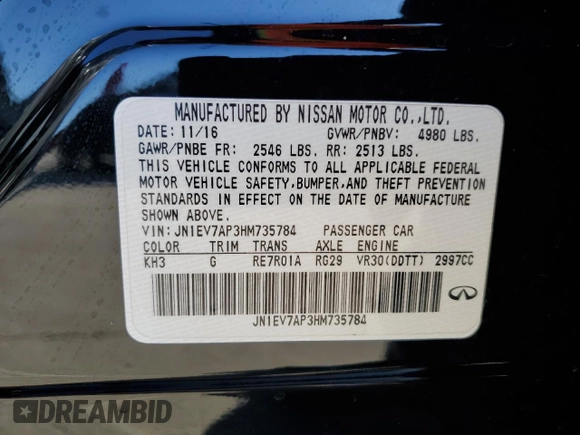 MANUFACTURED BY NISSAN MOTOR CO.,LTD.
DATE: 11/16 GVWR/PNBV: 4980 LBS.
GAWR/PNBE FR: 2546 LBS. RR: 2513 LBS.
THIS VEHICLE CONFORMS TO ALL APPLICABLE FEDERAL
MOTOR VEHICLE SAFETY,BUMPER,AND THEFT PREVENTION
STANDARDS IN EFFECT ON THE DATE OF MANUFACTURE
SHOWN ABOVE.
VIN:JN1EV7AP3HM735784 PASSENGER CAR
COLOR TRIM TRANS AXLE ENGINE
KH3 G RE7R01A RG29 VR30(DDTT) 2997CC
JN1EV7AP3HM735784
DREAMBID